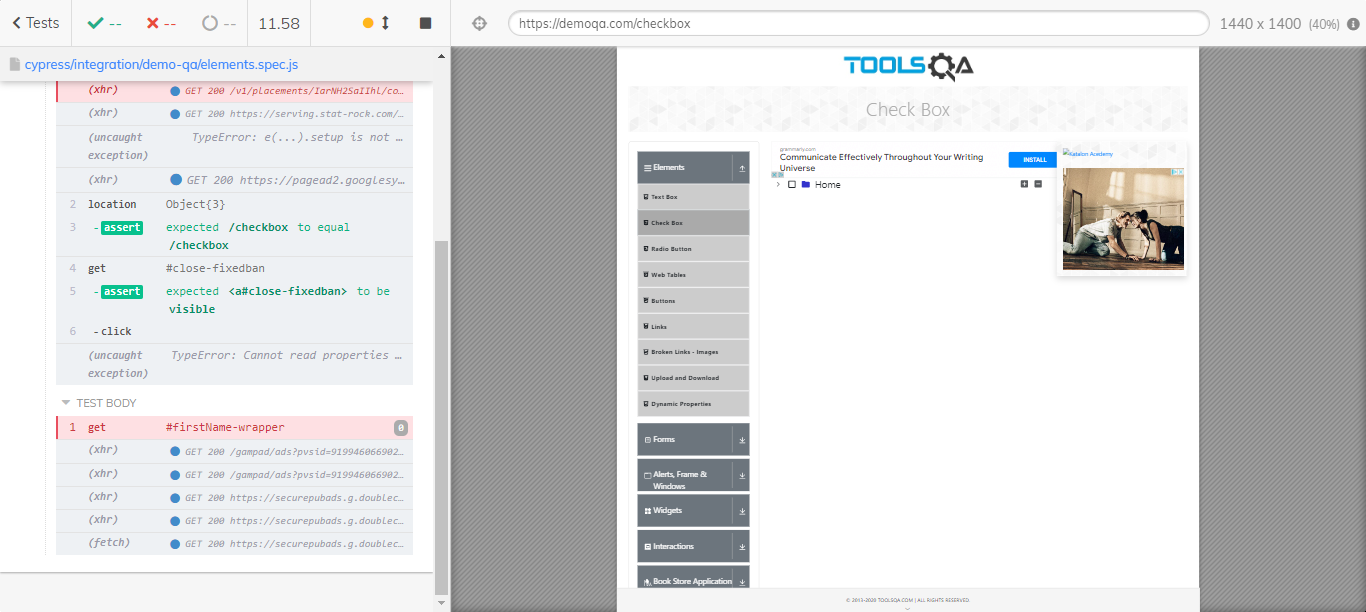 Tests
--
--
--
11.58
https://demoqa.com/checkbox
1440 x 1400 (40%)
cypress/integration/demo-qa/elements.spec.js
(xhr) GET 200 /v1/placements/IarNH2SaIIhl/co…
(xhr) GET 200 https://serving.stat-rock.com/…
(uncaught exception) TypeError: e(...).setup is not …
(xhr) GET 200 https://pagead2.googlesy…
2 location Object{3}
3 -assert expected /checkbox to equal
/checkbox
4 get #close-fixedban
5 -assert expected <a#close-fixedban> to be
visible
6 -click
(uncaught exception) TypeError: Cannot read properties …
TEST BODY
1 get #firstName-wrapper 0
(xhr) GET 200 /gampad/ads?pvsid=919946066902…
(xhr) GET 200 /gampad/ads?pvsid=919946066902…
(xhr) GET 200 https://securepubads.g.doublec…
(xhr) GET 200 https://securepubads.g.doublec…
(fetch) GET 200 https://securepubads.g.doublec…
TOOLSQA
Check Box
Elements
Text Box
Check Box
Radio Button
Web Tables
Buttons
Links
Broken Links - Images
Upload and Download
Dynamic Properties
Forms
Alerts, Frame &
Windows
Widgets
Interactions
Book Store Application
grammarly.com
Communicate Effectively Throughout Your Writing
Universe
INSTALL
Home
Katalon Academy
© 2013-2020 TOOLSQA.COM | ALL RIGHTS RESERVED.